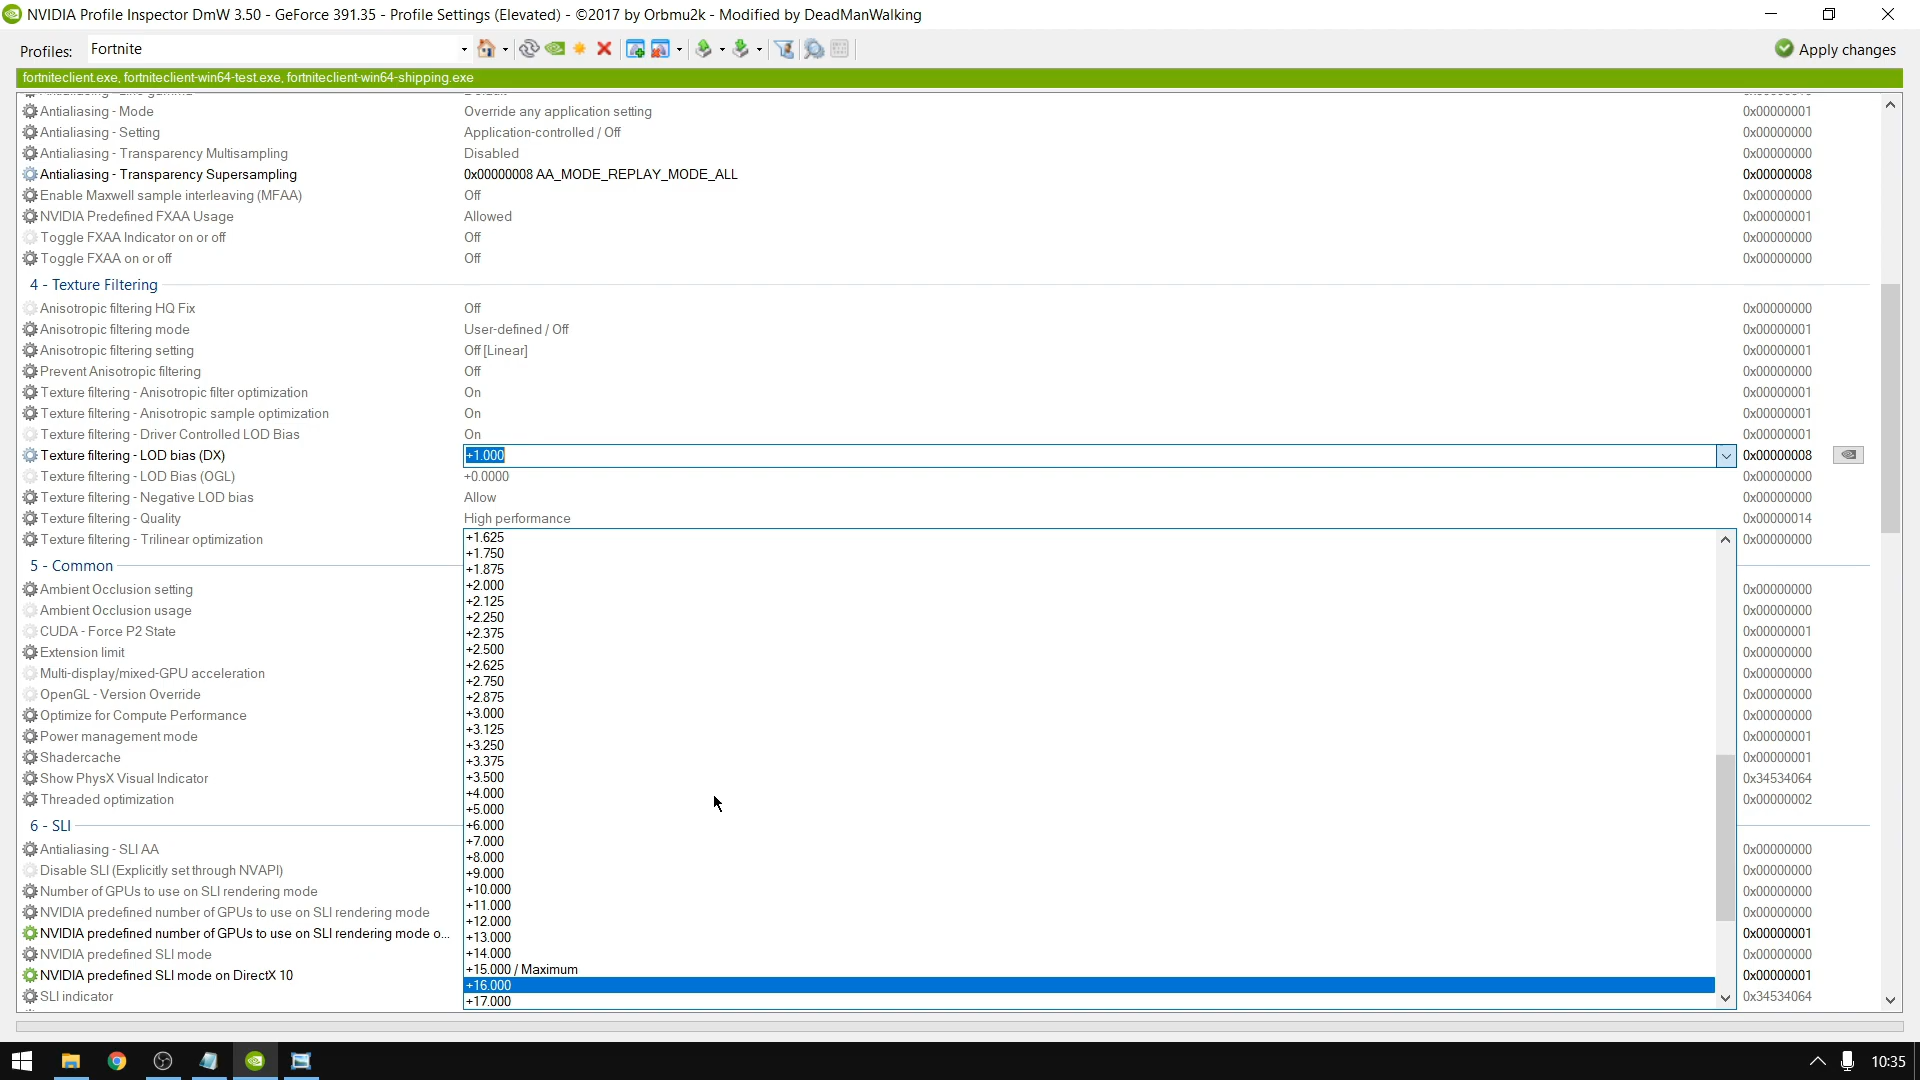 NVIDIA Profile Inspector DmW 3.50 - GeForce 391.35 - Profile Settings (Elevated) - ©2017 by Orbmu2k - Modified by DeadManWalking
Profiles: Fortnite Apply changes
fortniteclient.exe, fortniteclient-win64-test.exe, fortniteclient-win64-shipping.exe
Antialiasing - Mode Override any application setting 0x00000001
Antialiasing - Setting Application-controlled / Off 0x00000000
Antialiasing - Transparency Multisampling Disabled 0x00000000
Antialiasing - Transparency Supersampling 0x00000008 AA_MODE_REPLAY_MODE_ALL 0x00000008
Enable Maxwell sample interleaving (MFAA) Off 0x00000000
NVIDIA Predefined FXAA Usage Allowed 0x00000001
Toggle FXAA Indicator on or off Off 0x00000000
Toggle FXAA on or off Off 0x00000000
4 - Texture Filtering
Anisotropic filtering HQ Fix Off 0x00000000
Anisotropic filtering mode User-defined / Off 0x00000001
Anisotropic filtering setting Off [Linear] 0x00000001
Prevent Anisotropic filtering Off 0x00000000
Texture filtering - Anisotropic filter optimization On 0x00000001
Texture filtering - Anisotropic sample optimization On 0x00000001
Texture filtering - Driver Controlled LOD Bias On 0x00000001
Texture filtering - LOD bias (DX) +1.000 0x00000008
Texture filtering - LOD Bias (OGL) +0.0000 0x00000000
Texture filtering - Negative LOD bias Allow 0x00000000
Texture filtering - Quality High performance 0x00000014
Texture filtering - Trilinear optimization 0x00000000
5 - Common
Ambient Occlusion setting 0x00000000
Ambient Occlusion usage 0x00000000
CUDA - Force P2 State 0x00000001
Extension limit 0x00000000
Multi-display/mixed-GPU acceleration 0x00000000
OpenGL - Version Override 0x00000000
Optimize for Compute Performance 0x00000000
Power management mode 0x00000001
Shadercache 0x00000001
Show PhysX Visual Indicator 0x34534064
Threaded optimization 0x00000002
6 - SLI
Antialiasing - SLI AA 0x00000000
Disable SLI (Explicitly set through NVAPI) 0x00000000
Number of GPUs to use on SLI rendering mode 0x00000000
NVIDIA predefined number of GPUs to use on SLI rendering mode 0x00000000
NVIDIA predefined number of GPUs to use on SLI rendering mode o... 0x00000001
NVIDIA predefined SLI mode 0x00000000
NVIDIA predefined SLI mode on DirectX 10 0x00000001
SLI indicator 0x34534064
+1.625
+1.750
+1.875
+2.000
+2.125
+2.250
+2.375
+2.500
+2.625
+2.750
+2.875
+3.000
+3.125
+3.250
+3.375
+3.500
+4.000
+5.000
+6.000
+7.000
+8.000
+9.000
+10.000
+11.000
+12.000
+13.000
+14.000
+15.000 / Maximum
+16.000
+17.000
10:35